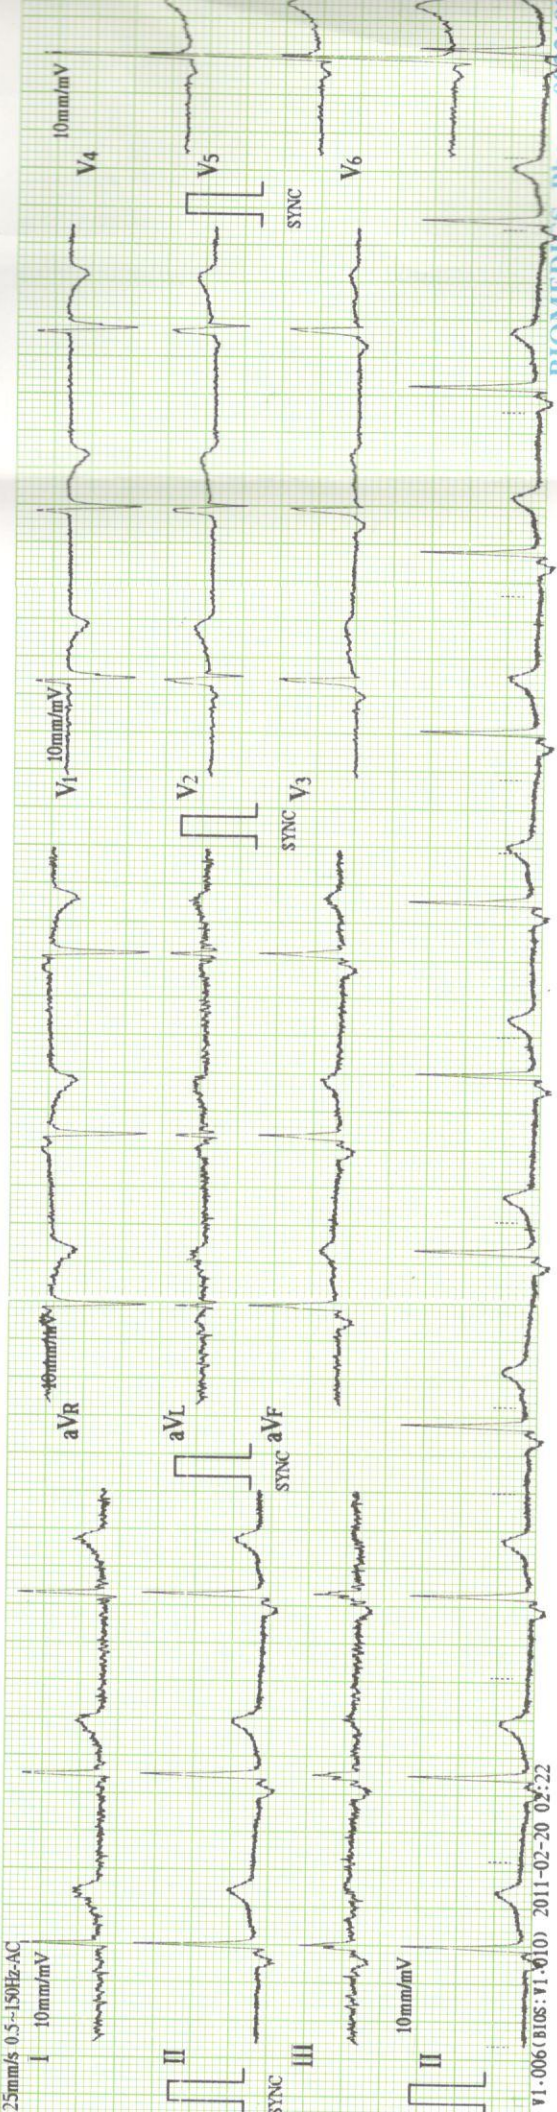 25mm/s 0.5~150Hz-AC
I
10mm/mV
II
SYNC
III
10mm/mV
II
aVR
10mm/mV
aVL
aVF
SYNC
V1
10mm/mV
V2
V3
SYNC
V4
10mm/mV
V5
V6
SYNC
V1.006(BIOS:V1.010) 2011-02-20 02:22